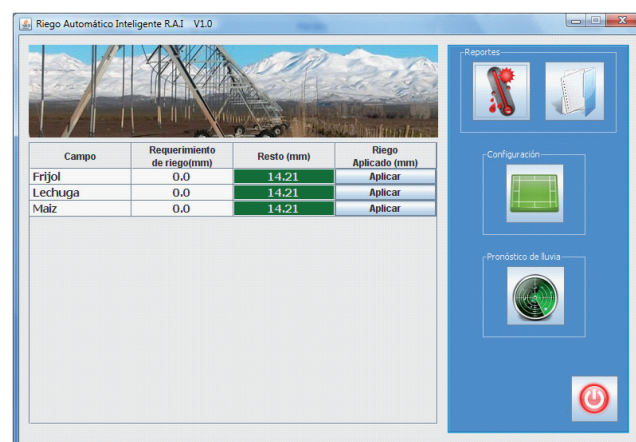 Riego Automático Inteligente R.A.I V1.0
Reportes
Campo Requerimiento de riego(mm) Resto (mm) Riego Aplicado (mm)
Frijol 0.0 14.21 Aplicar
Lechuga 0.0 14.21 Aplicar
Maiz 0.0 14.21 Aplicar
Configuración
Pronóstico de lluvia